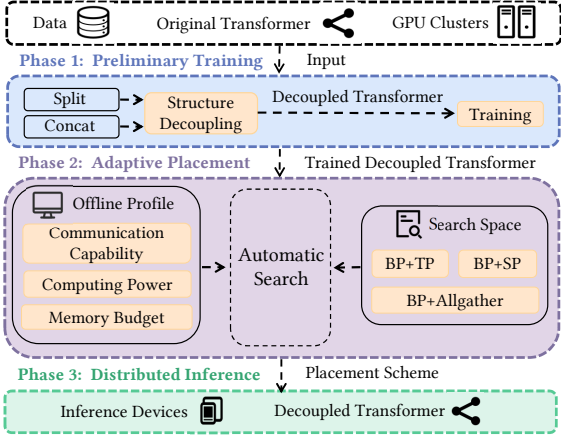 Data Original Transformer GPU Clusters
Phase 1: Preliminary Training Input
Split
Concat
Structure
Decoupling
Decoupled Transformer
Training
Phase 2: Adaptive Placement Trained Decoupled Transformer
Offline Profile
Communication
Capability
Computing Power
Memory Budget
Automatic
Search
Search Space
BP+TP BP+SP
BP+Allgather
Phase 3: Distributed Inference Placement Scheme
Inference Devices Decoupled Transformer